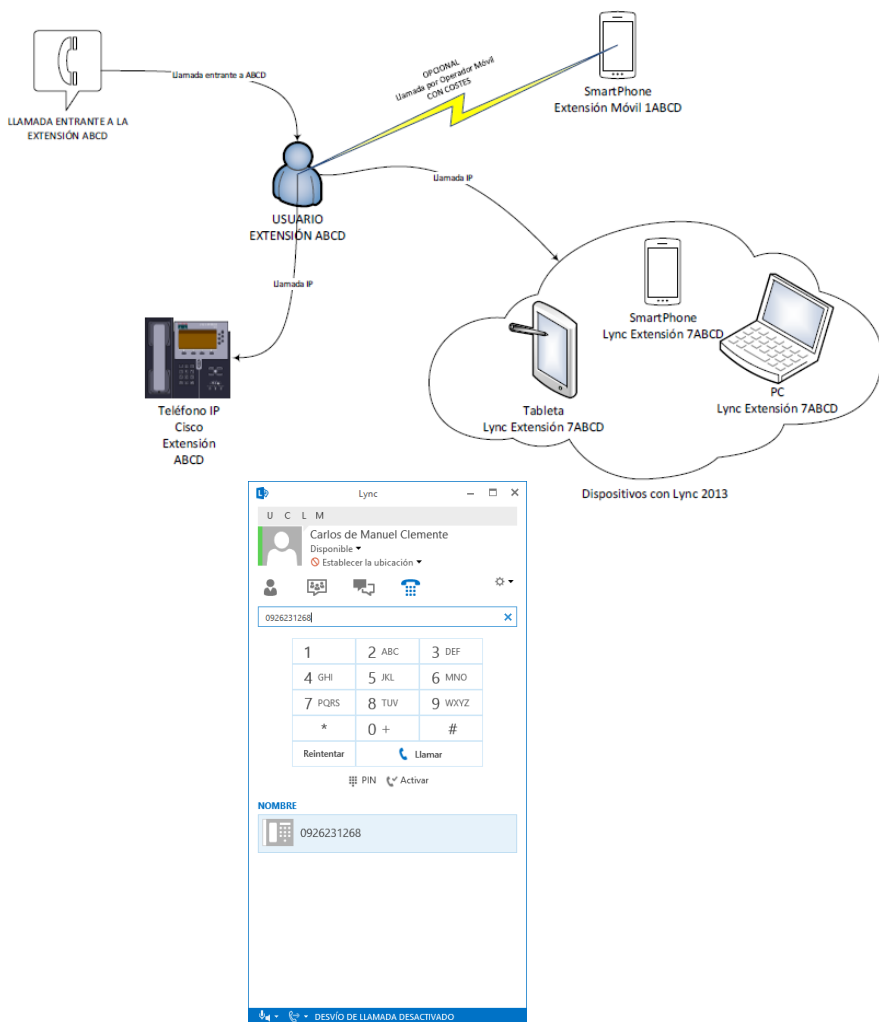 LLAMADA ENTRANTE A LA
EXTENSIÓN ABCD
Llamada entrante a ABCD
OPCIONAL
Llamada por Operador Móvil
CON COSTES
SmartPhone
Extensión Móvil 1ABCD
USUARIO
EXTENSIÓN ABCD
Llamada IP
Llamada IP
Teléfono IP
Cisco
Extensión
ABCD
SmartPhone
Lync Extensión 7ABCD
Tableta
Lync Extensión 7ABCD
PC
Lync Extensión 7ABCD
Dispositivos con Lync 2013
Lync
U C L M
Carlos de Manuel Clemente
Disponible
Establecer la ubicación
0926231268
1
2 ABC
3 DEF
4 GHI
5 JKL
6 MNO
7 PQRS
8 TUV
9 WXYZ
*
0 +
#
Reintentar
Llamar
PIN
Activar
NOMBRE
0926231268
DESVÍO DE LLAMADA DESACTIVADO